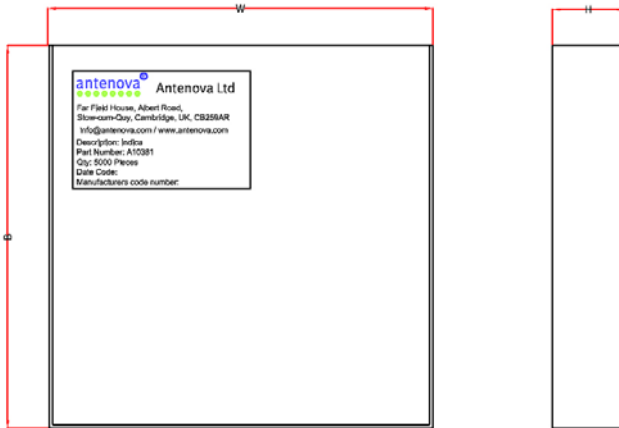 W
H
B
antenova
Antenova Ltd
Far Field House, Albert Road,
Stow-cum-Quy, Cambridge, UK, CB259AR
info@antenova.com / www.antenova.com
Description: Indica
Part Number: A10381
Qty: 5000 Pieces
Date Code:
Manufacturers code number: